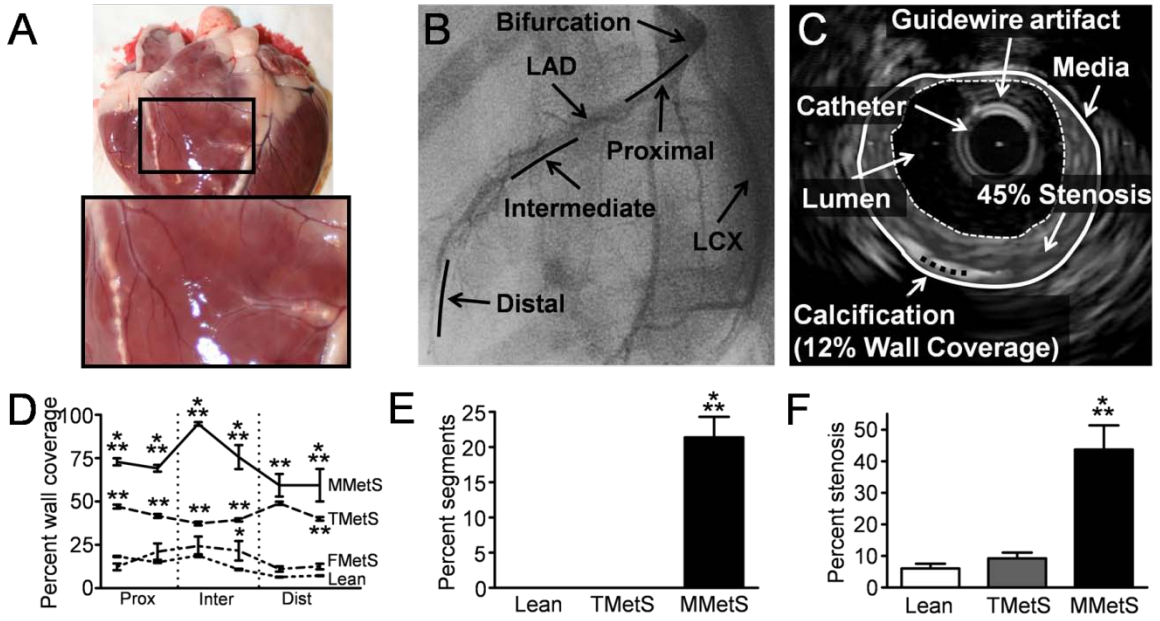 A
B
Bifurcation
LAD
Proximal
Intermediate
LCX
Distal
C
Guidewire artifact
Media
Catheter
Lumen
45% Stenosis
Calcification
(12% Wall Coverage)
D
Percent wall coverage
100
75
50
25
0
*
**
*
**
*
**
*
**
**
*
**
MMetS
**
**
**
**
TMetS
**
*
FMetS
Lean
Prox
Inter
Dist
E
Percent segments
25
20
15
10
5
0
*
**
Lean
TMetS
MMetS
F
Percent stenosis
50
40
30
20
10
0
*
**
Lean
TMetS
MMetS